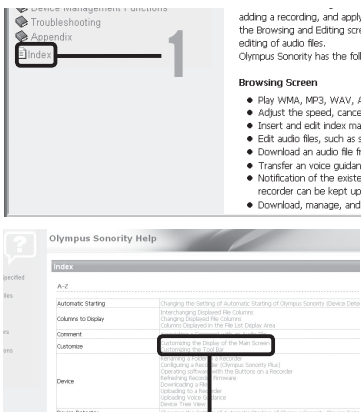 Device Management Functions
Troubleshooting
Appendix
Index
1
adding a recording, and apply
the Browsing and Editing scre
editing of audio files.
Olympus Sonority has the foll
Browsing Screen
Play WMA, MP3, WAV, A
Adjust the speed, cance
Insert and edit index ma
Edit audio files, such as s
Download an audio file fr
Transfer an voice guidan
Notification of the existe
recorder can be kept up
Download, manage, and
?
Olympus Sonority Help
specified
files
ons
Index
A-Z
Automatic Starting
Changing the Setting of Automatic Starting of Olympus Sonority (Device Dete
Columns to Display
Interchanging Displayed File Columns
Changing Displayed File Columns
Columns Displayed in the File List Display Area
Comment
Customize
Customizing the Display of the Main Screen
Customizing the Tool Bar
Device
Renaming a Folder in a Recorder
Configuring a Recorder (Olympus Sonority Plus)
Operating software with the Buttons on a Recorder
Refreshing Recorder Firmware
Downloading a File
Uploading to a Recorder
Uploading Voice Guidance
Device Tree View